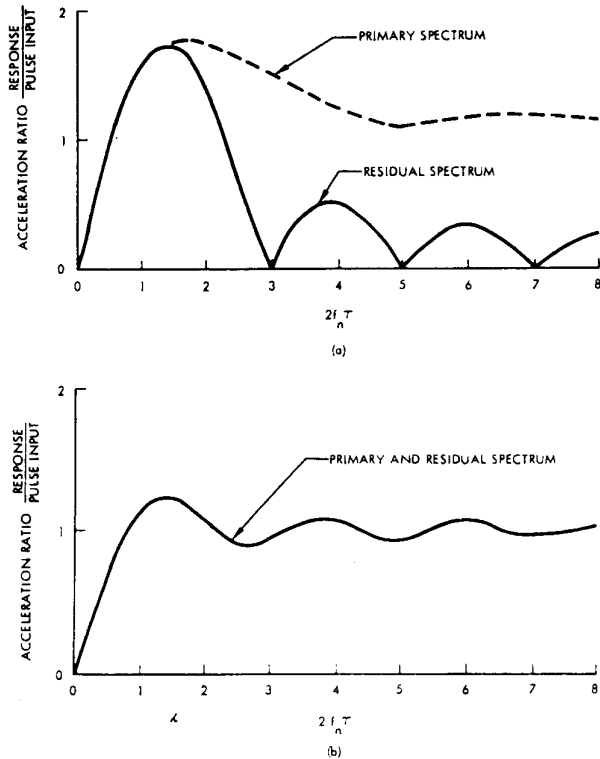 ACCELERATION RATIO RESPONSE / PULSE INPUT
2
1
0
PRIMARY SPECTRUM
RESIDUAL SPECTRUM
0 1 2 3 4 5 6 7 8
2fnτ
(a)
ACCELERATION RATIO RESPONSE / PULSE INPUT
2
1
0
PRIMARY AND RESIDUAL SPECTRUM
0 1 2 3 4 5 6 7 8
2fnτ
(b)